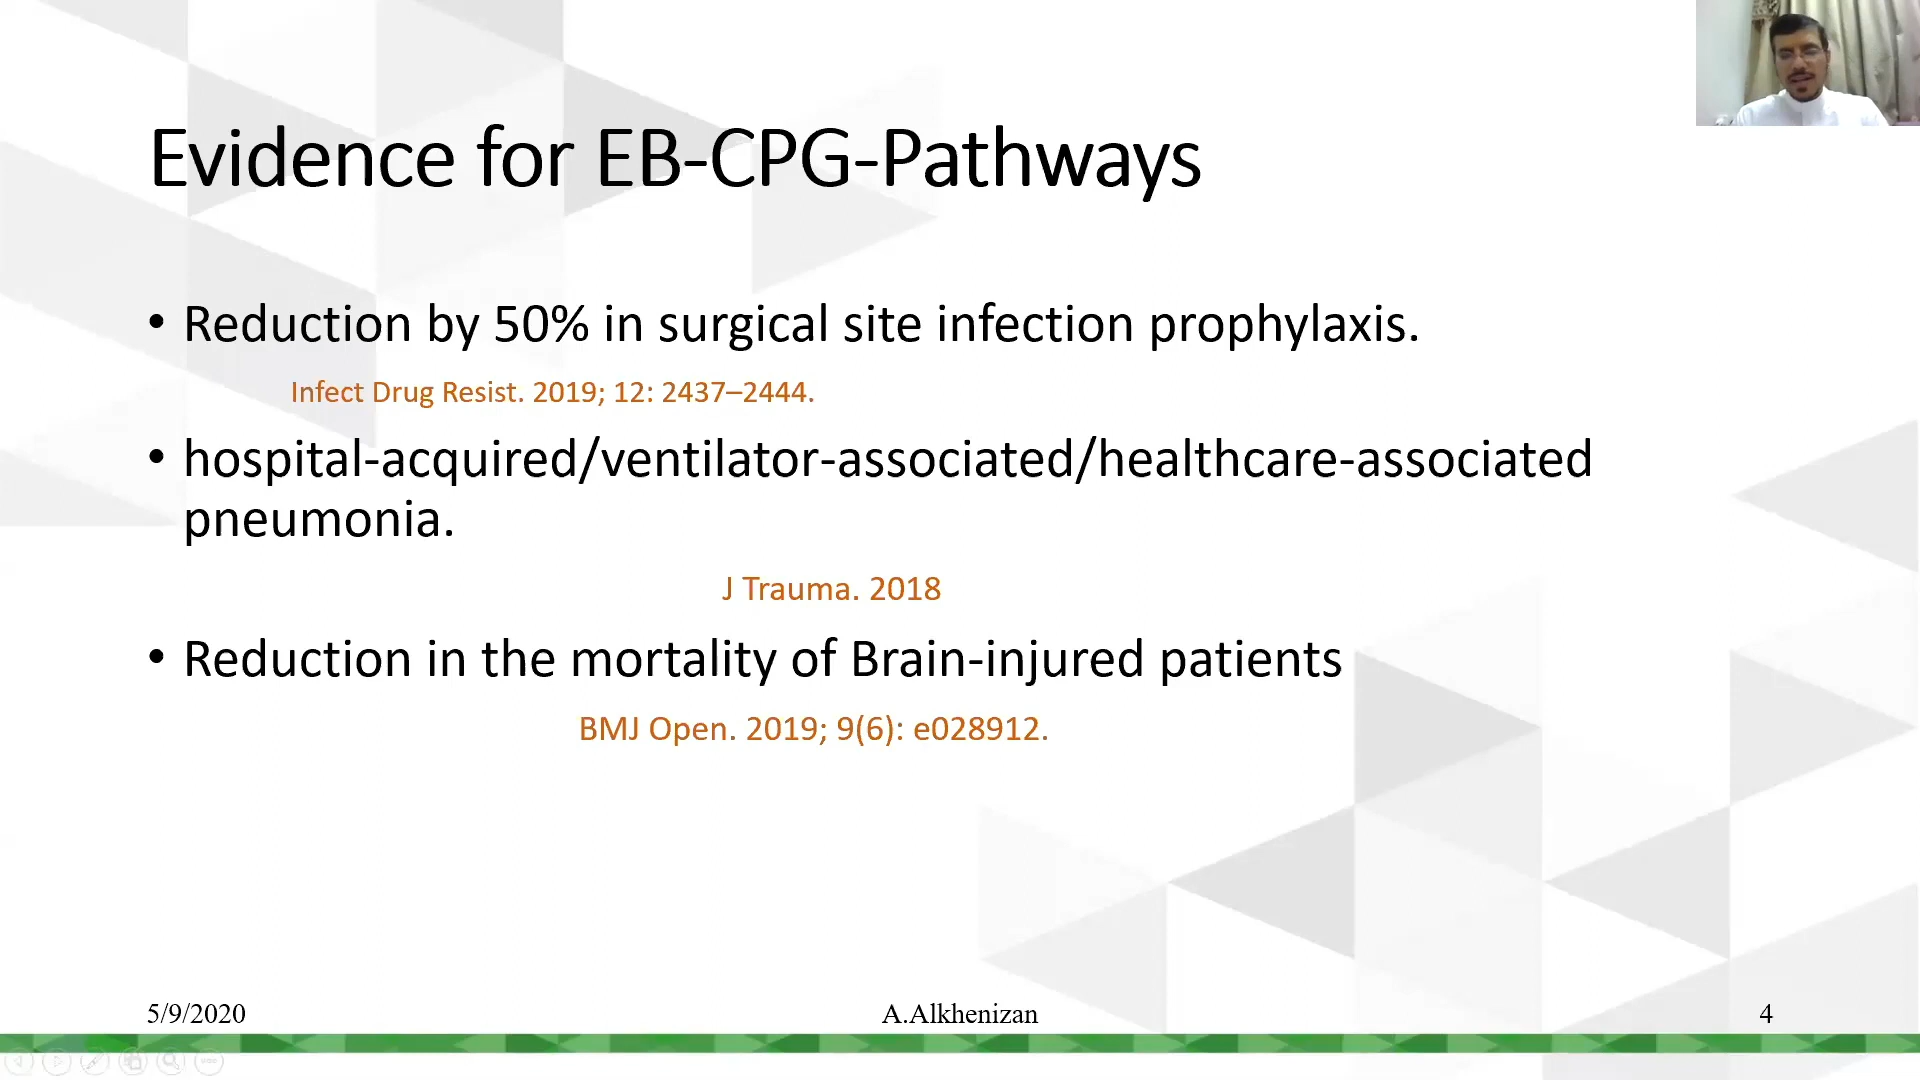 Evidence for EB-CPG-Pathways
• Reduction by 50% in surgical site infection prophylaxis.
Infect Drug Resist. 2019; 12: 2437–2444.
• hospital-acquired/ventilator-associated/healthcare-associated
pneumonia.
J Trauma. 2018
• Reduction in the mortality of Brain-injured patients
BMJ Open. 2019; 9(6): e028912.
5/9/2020
A.Alkhenizan
4